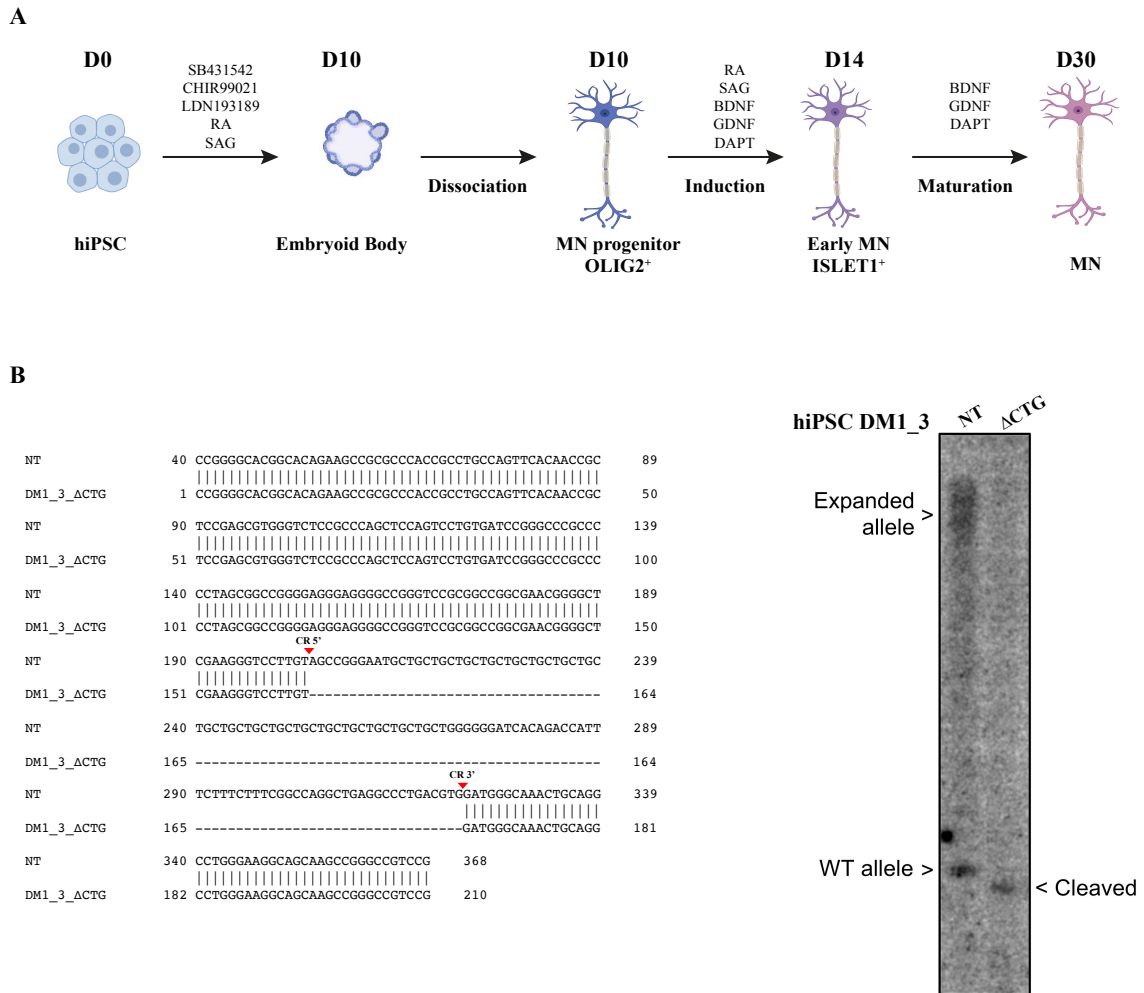 A
D0
SB431542
CHIR99021
LDN193189
RA
SAG
D10
D10
RA
SAG
BDNF
GDNF
DAPT
D14
BDNF
GDNF
DAPT
D30
Dissociation
Induction
Maturation
hiPSC
Embryoid Body
MN progenitor
OLIG2⁺
Early MN
ISLET1⁺
MN
B
NT 40 CCGGGGCACGGCACAGAAGCCGCGCCCACCGCCTGCCAGTTCACAACCGC 89
||||||||||||||||||||||||||||||||||||||||||||||||||
DM1_3_ΔCTG 1 CCGGGGCACGGCACAGAAGCCGCGCCCACCGCCTGCCAGTTCACAACCGC 50
NT 90 TCCGAGCGTGGGTCTCCGCCCAGCTCCAGTCCTGTGATCCGGGCCCGCCC 139
||||||||||||||||||||||||||||||||||||||||||||||||||
DM1_3_ΔCTG 51 TCCGAGCGTGGGTCTCCGCCCAGCTCCAGTCCTGTGATCCGGGCCCGCCC 100
NT 140 CCTAGCGGCCGGGGAGGGAGGGGCCGGGTCCGCGGCCGGCGAACGGGGCT 189
||||||||||||||||||||||||||||||||||||||||||||||||||
DM1_3_ΔCTG 101 CCTAGCGGCCGGGGAGGGAGGGGCCGGGTCCGCGGCCGGCGAACGGGGCT 150
CR 5'
NT 190 CGAAGGGTCCTTGTAGCCGGGAATGCTGCTGCTGCTGCTGCTGCTGCTGC 239
||||||||||||||
DM1_3_ΔCTG 151 CGAAGGGTCCTTGT------------------------------------ 164
NT 240 TGCTGCTGCTGCTGCTGCTGCTGCTGCTGCTGGGGGGATCACAGACCATT 289
DM1_3_ΔCTG 165 -------------------------------------------------- 164
CR 3'
NT 290 TCTTTCTTTCGGCCAGGCTGAGGCCCTGACGTGGATGGGCAAACTGCAGG 339
|||||||||||||||||
DM1_3_ΔCTG 165 ---------------------------------GATGGGCAAACTGCAGG 181
NT 340 CCTGGGAAGGCAGCAAGCCGGGCCGTCCG 368
|||||||||||||||||||||||||||||
DM1_3_ΔCTG 182 CCTGGGAAGGCAGCAAGCCGGGCCGTCCG 210
hiPSC DM1_3 NT ΔCTG
Expanded >
allele
WT allele >
< Cleaved